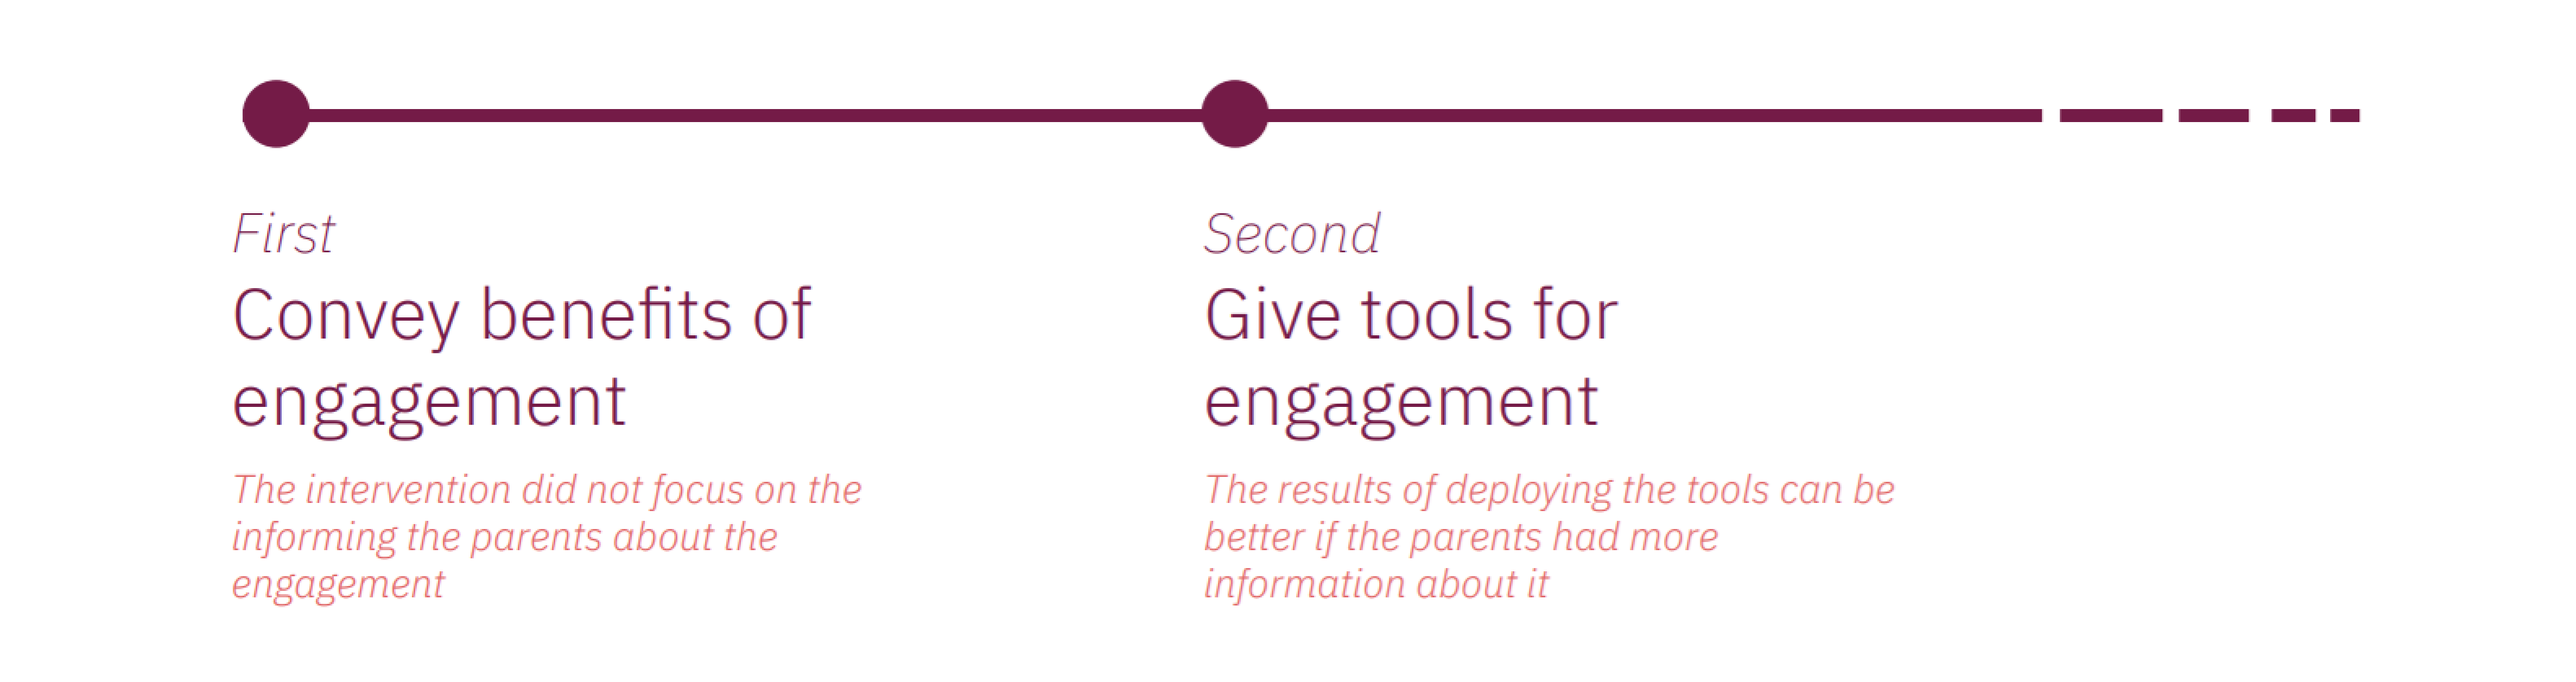 First
Convey benefits of
engagement
The intervention did not focus on the
informing the parents about the
engagement
Second
Give tools for
engagement
The results of deploying the tools can be
better if the parents had more
information about it